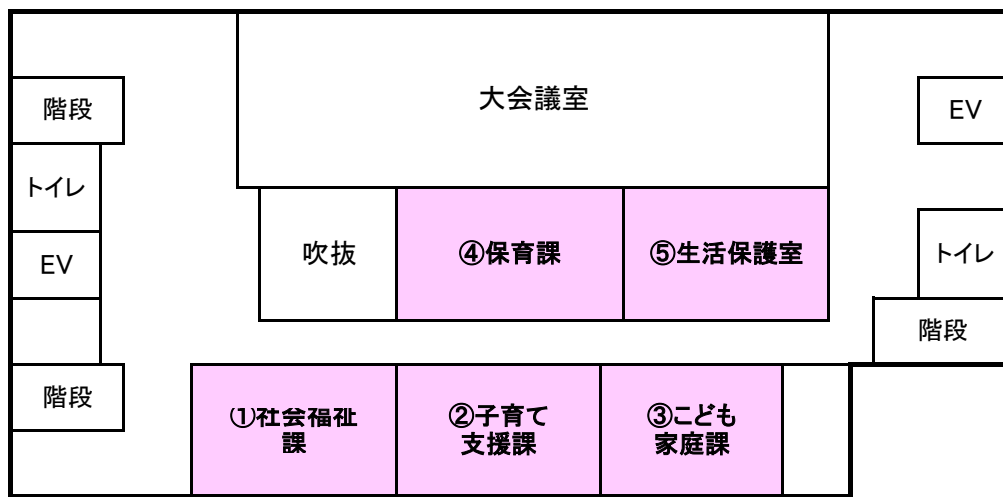 大会議室
階段
EV
トイレ
吹抜
④保育課
⑤生活保護室
トイレ
EV
階段
階段
①社会福祉
課
②子育て
支援課
③こども
家庭課